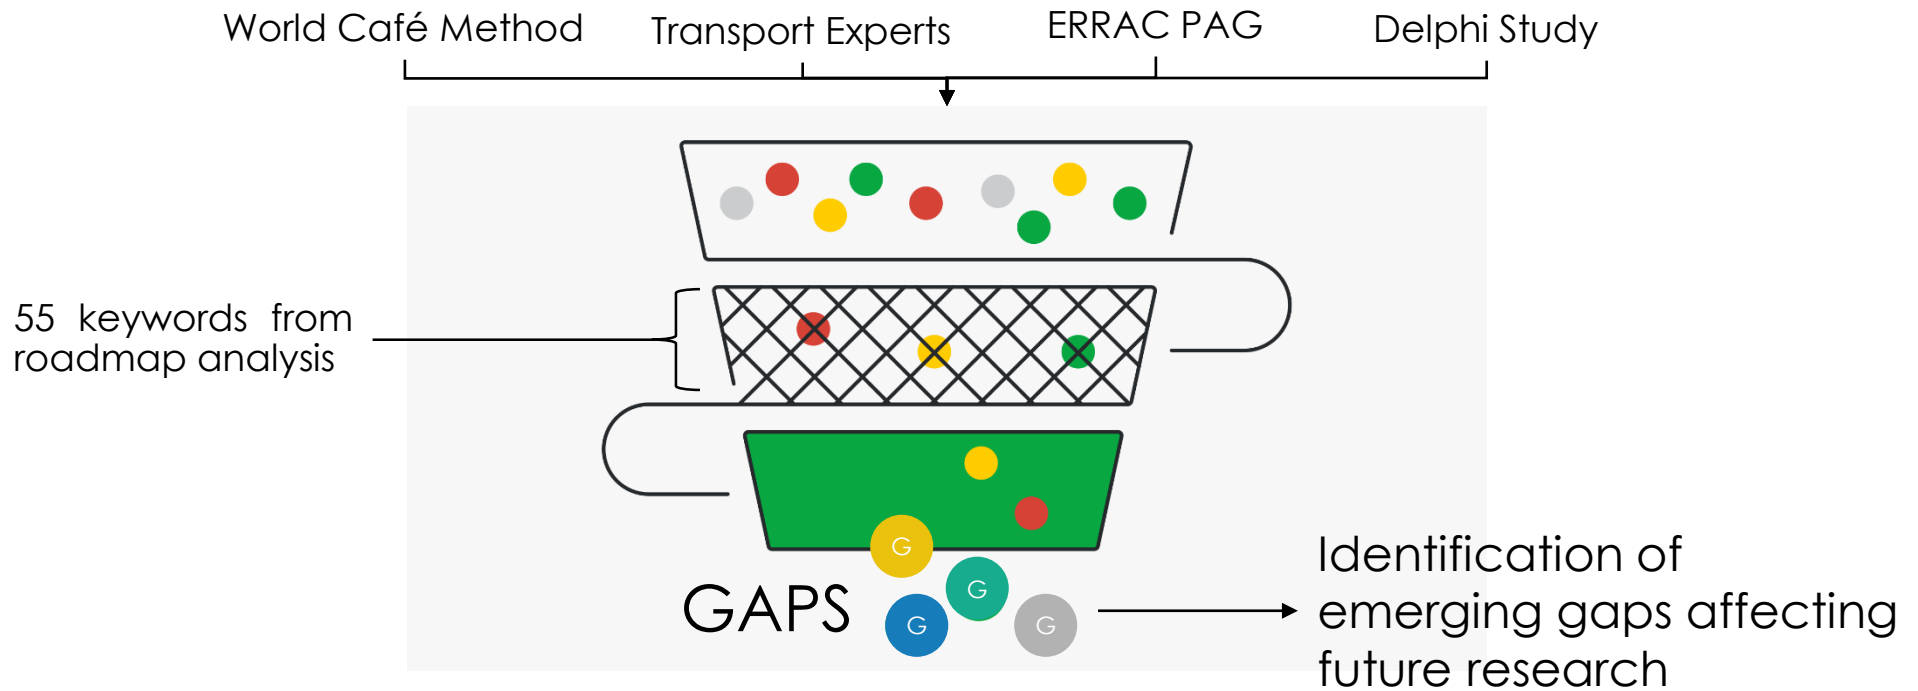 World Café Method
Transport Experts
ERRAC PAG
Delphi Study
55 keywords from
roadmap analysis
G
G
GAPS
G
G
Identification of
emerging gaps affecting
future research